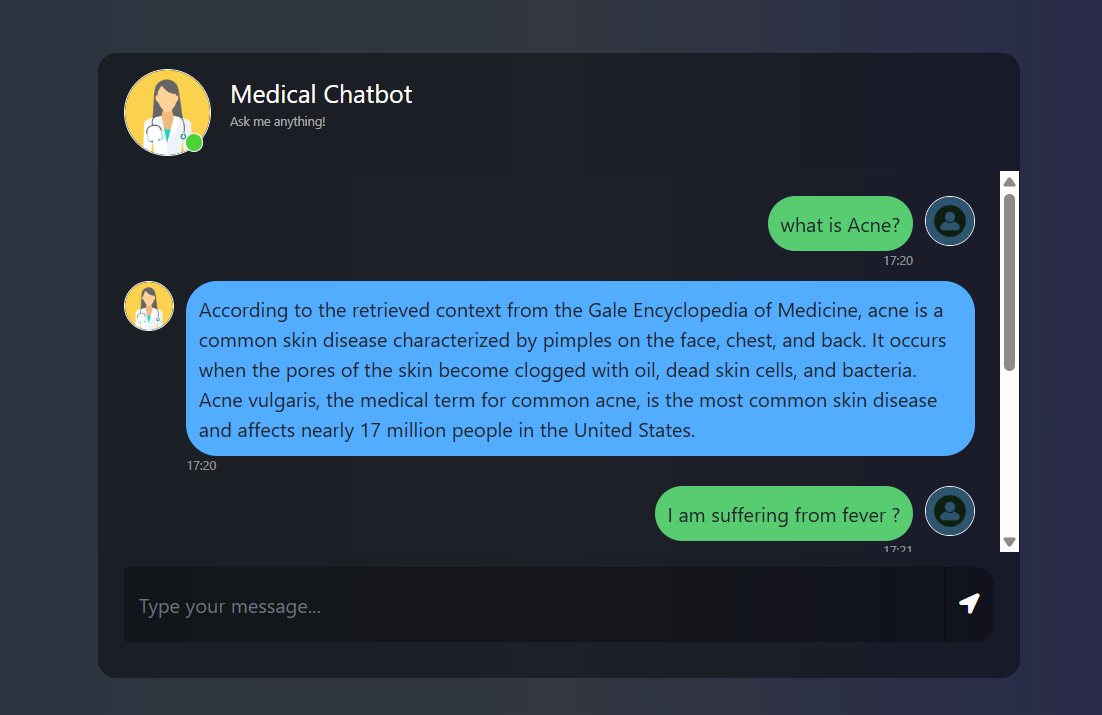 Medical Chatbot
Ask me anything!
what is Acne?
17:20
According to the retrieved context from the Gale Encyclopedia of Medicine, acne is a
common skin disease characterized by pimples on the face, chest, and back. It occurs
when the pores of the skin become clogged with oil, dead skin cells, and bacteria.
Acne vulgaris, the medical term for common acne, is the most common skin disease
and affects nearly 17 million people in the United States.
17:20
I am suffering from fever ?
17:21
Type your message...